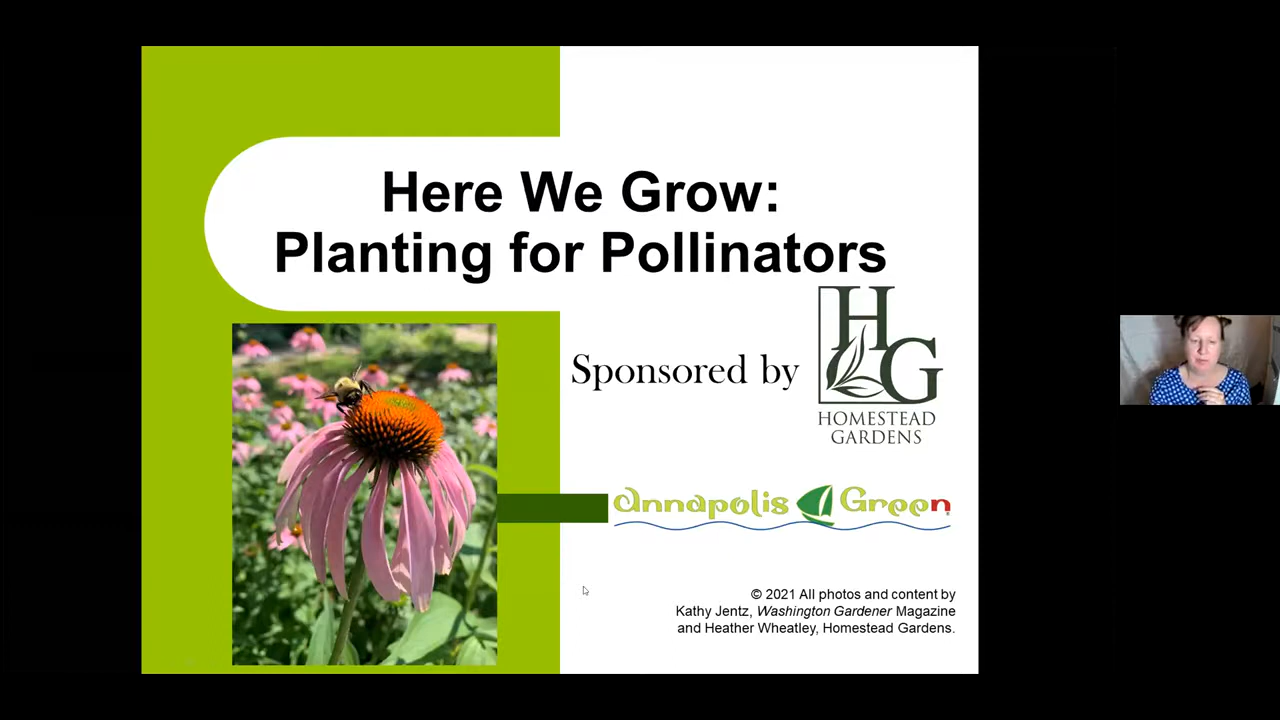 Here We Grow:
Planting for Pollinators
Sponsored by
HG
HOMESTEAD
GARDENS
Annapolis Green
© 2021 All photos and content by
Kathy Jentz, Washington Gardener Magazine
and Heather Wheatley, Homestead Gardens.